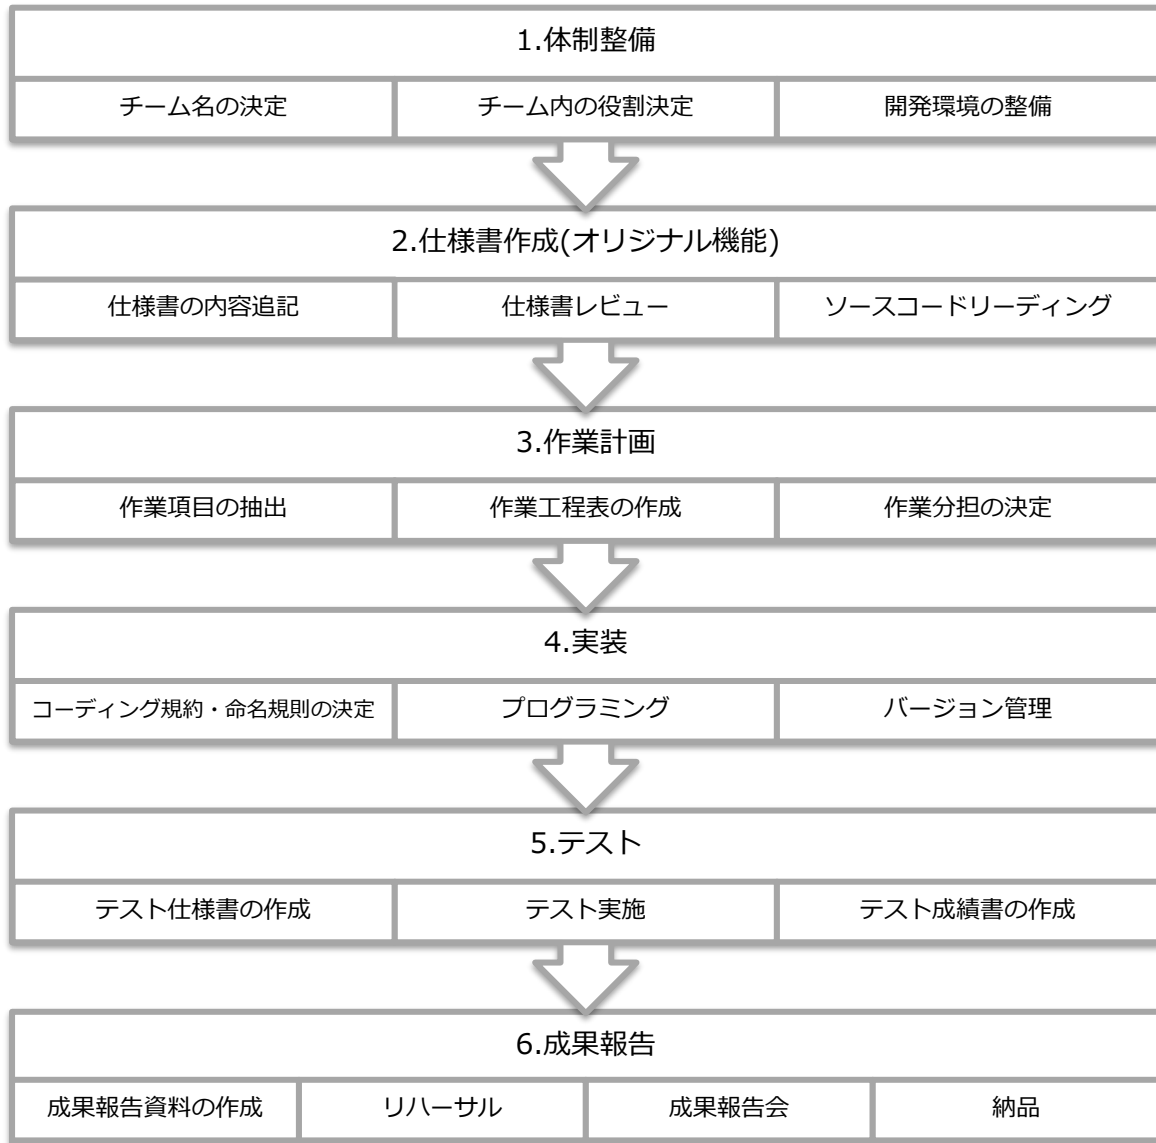 1.体制整備
チーム名の決定
チーム内の役割決定
開発環境の整備
2.仕様書作成(オリジナル機能)
仕様書の内容追記
仕様書レビュー
ソースコードリーディング
3.作業計画
作業項目の抽出
作業工程表の作成
作業分担の決定
4.実装
コーディング規約・命名規則の決定
プログラミング
バージョン管理
5.テスト
テスト仕様書の作成
テスト実施
テスト成績書の作成
6.成果報告
成果報告資料の作成
リハーサル
成果報告会
納品